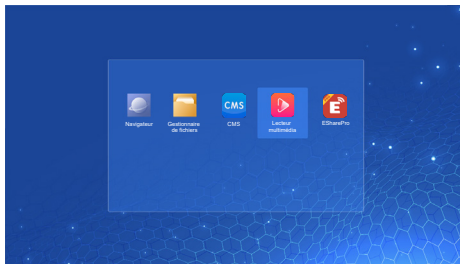 Navigateur
Gestionnaire
de fichiers
CMS
CMS
Lecteur
multimédia
E
ESharePro